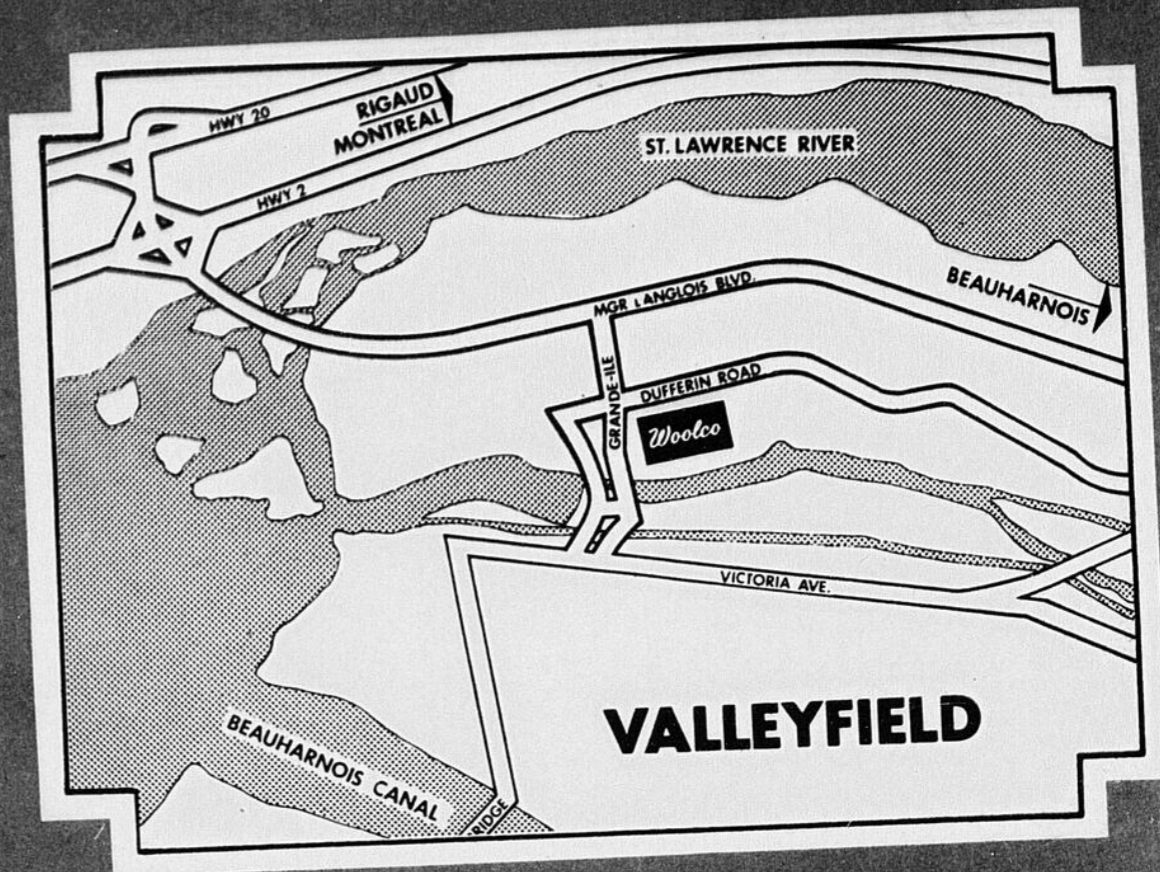 HWY 20
RIGAUD
MONTREAL
HWY 2
ST. LAWRENCE RIVER
BEAUHARNOIS
MGR LANGLOIS BLVD.
GRANDE-ILE
DUFFERIN ROAD
Woolco
VICTORIA AVE.
VALLEYFIELD
BEAUHARNOIS CANAL
RIDGE